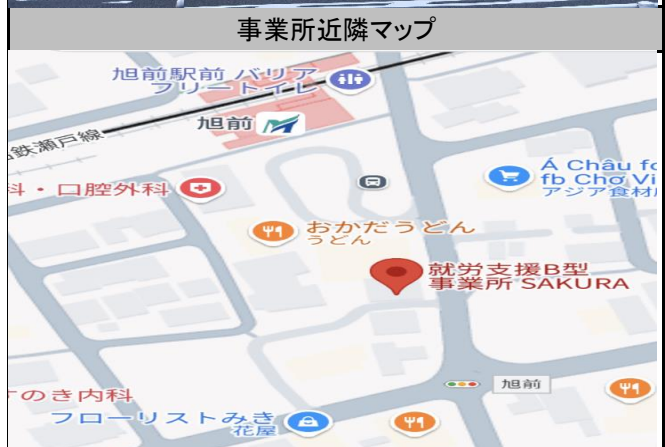 事業所近隣マップ
旭前駅前 バリア
フリートイレ
旭前
鉄瀬戸線
科・口腔外科
Á Châu fo
fb Chợ Vi
アジア食材
おかだうどん
うどん
就労支援B型
事業所 SAKURA
旭前
すのき内科
フローリストみき
花屋